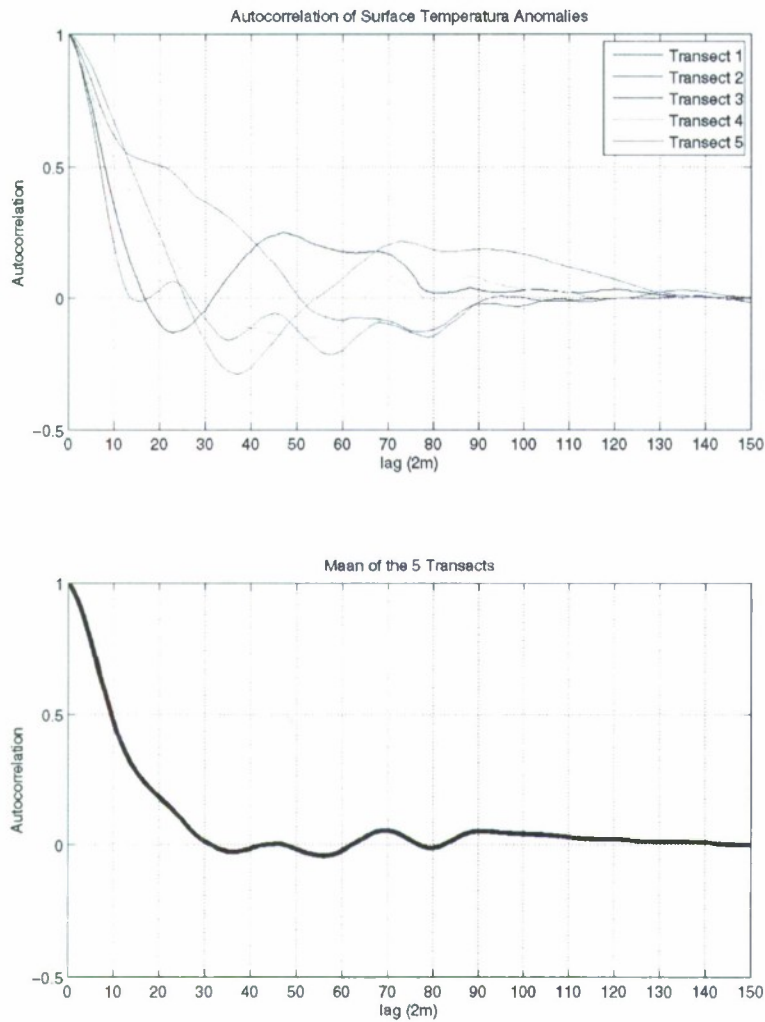 Autocorrelation of Surface Temperatura Anomalies
Transect 1
Transect 2
Transect 3
Transect 4
Transect 5
1
0.5
0
−0.5
Autocorrelation
0 10 20 30 40 50 60 70 80 90 100 110 120 130 140 150
lag (2m)
Maan of the 5 Transacts
1
0.5
0
−0.5
Autocorrelation
0 10 20 30 40 50 60 70 80 90 100 110 120 130 140 150
lag (2m)